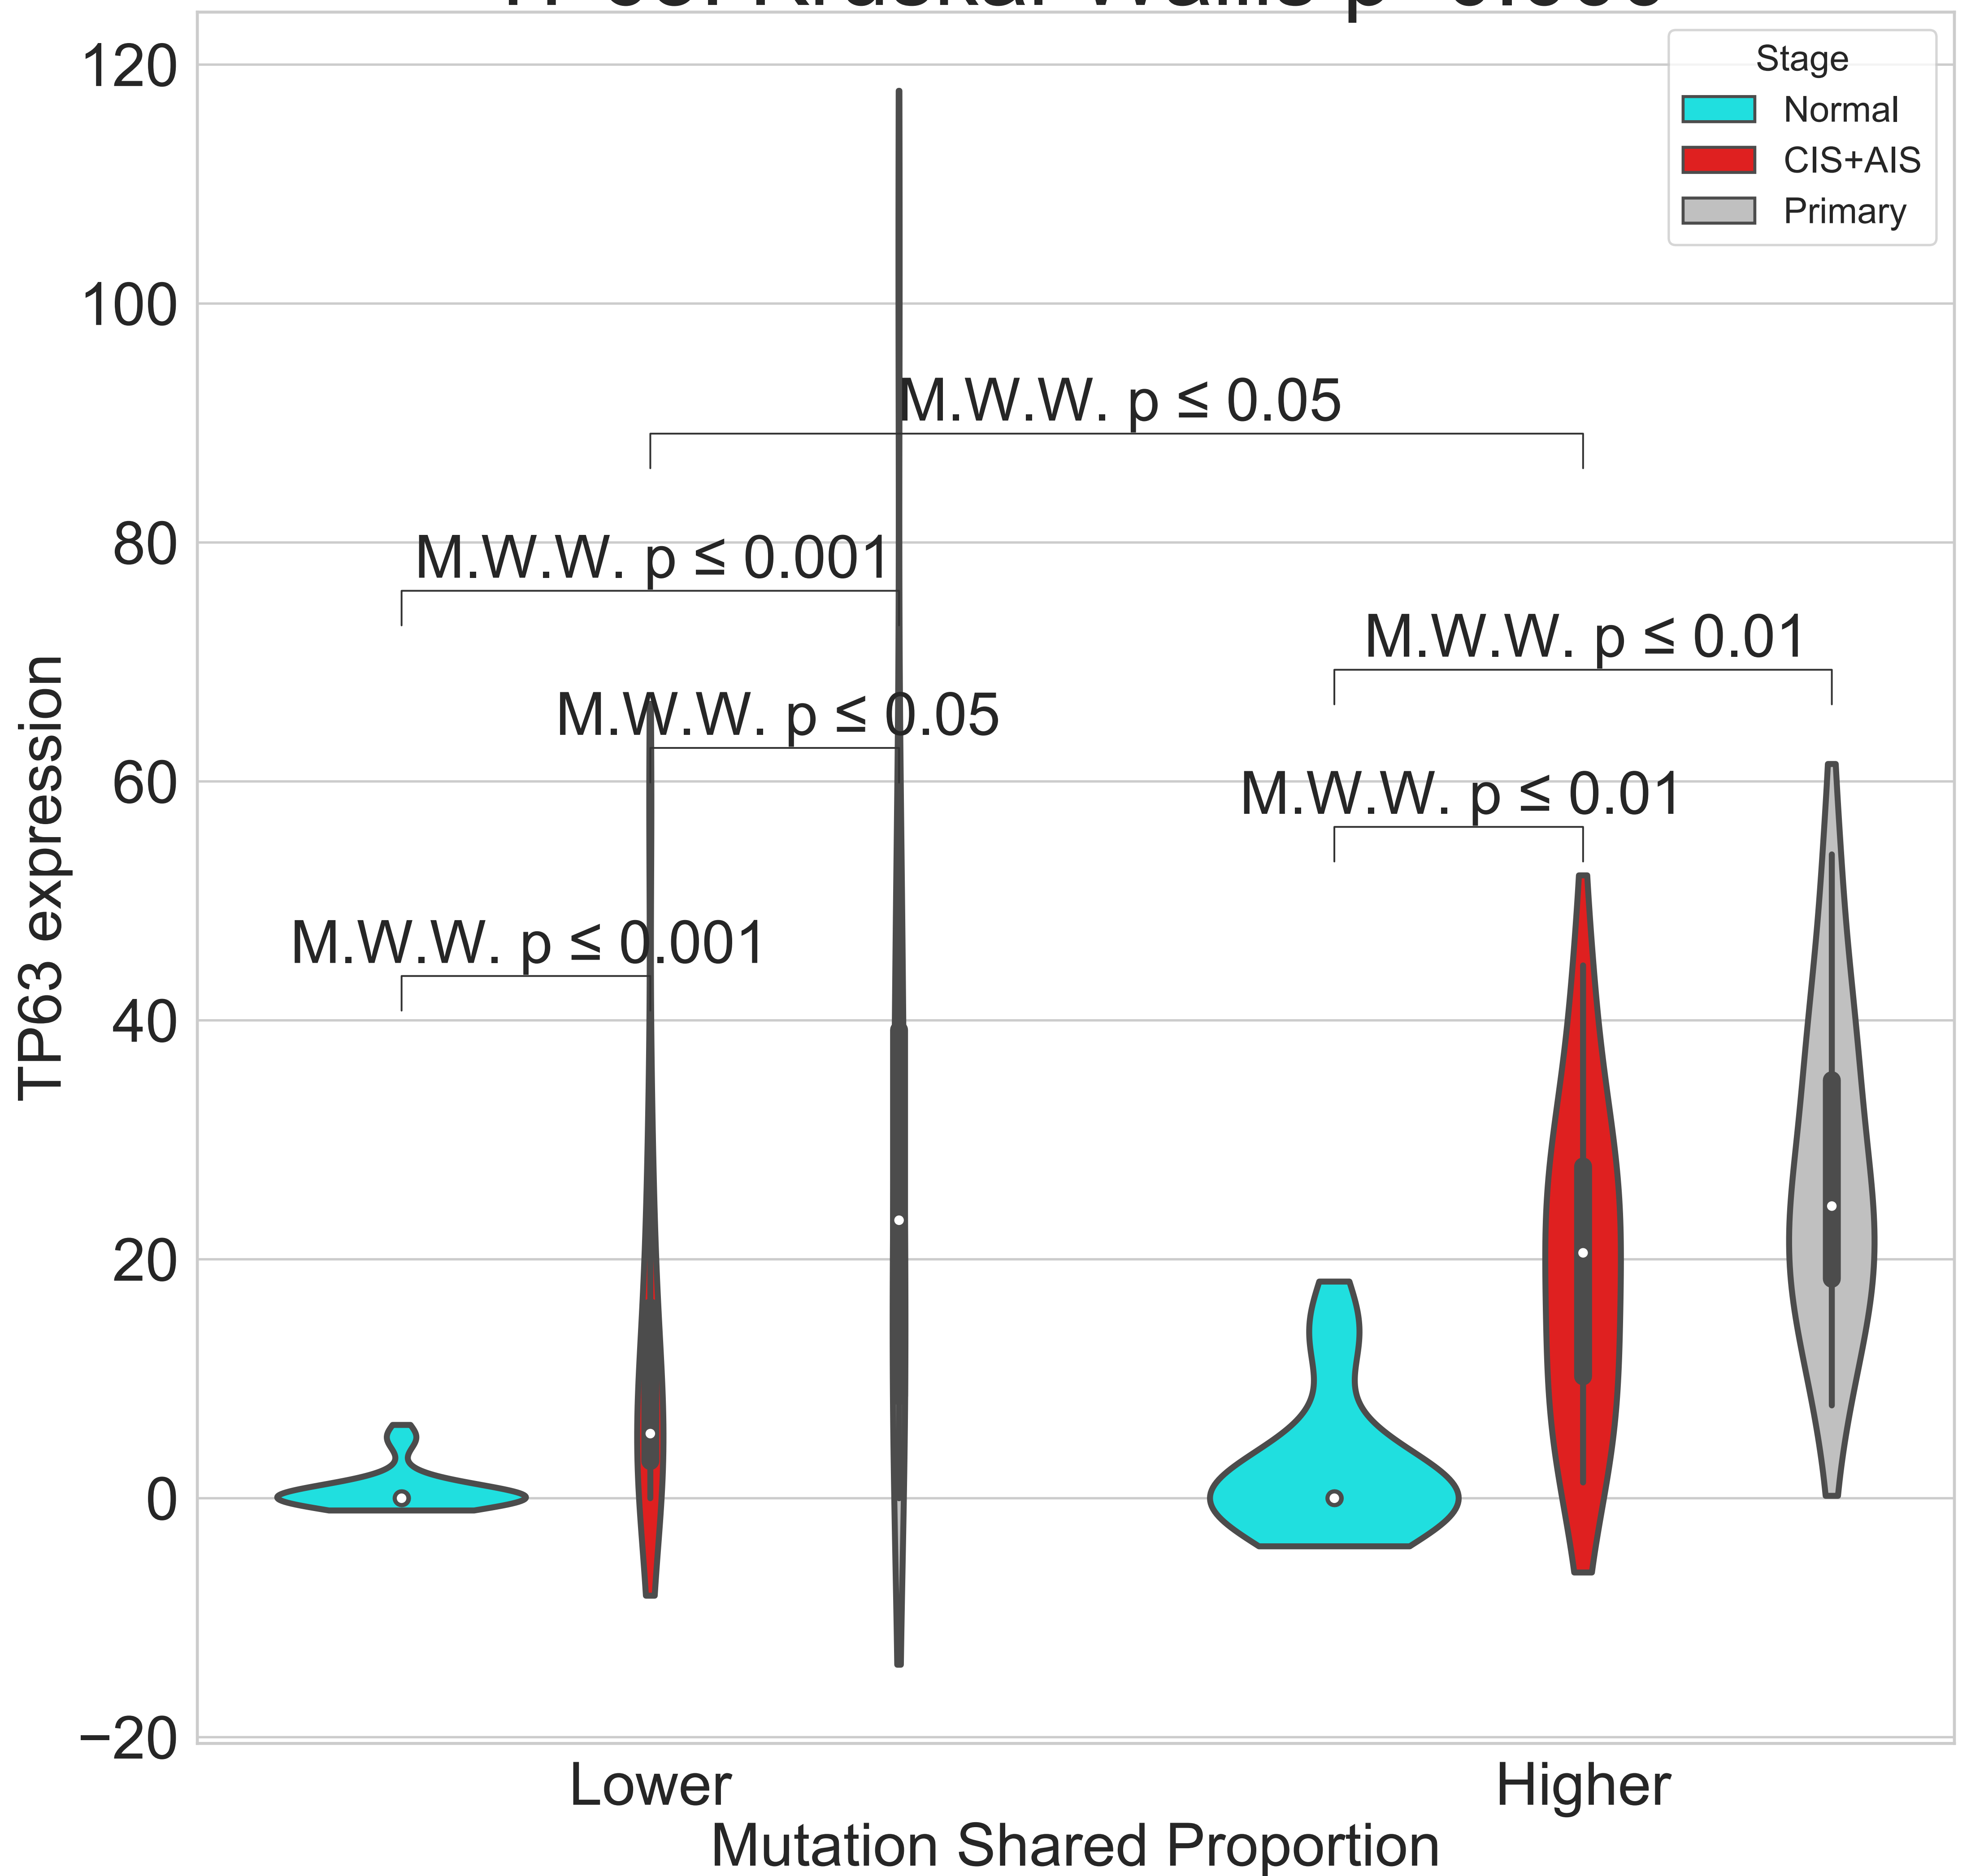 120
100
80
60
40
20
0
−20
TP63 expression
Stage
Normal
CIS+AIS
Primary
M.W.W. p ≤ 0.05
M.W.W. p ≤ 0.001
M.W.W. p ≤ 0.01
M.W.W. p ≤ 0.05
M.W.W. p ≤ 0.01
M.W.W. p ≤ 0.001
Lower
Higher
Mutation Shared Proportion